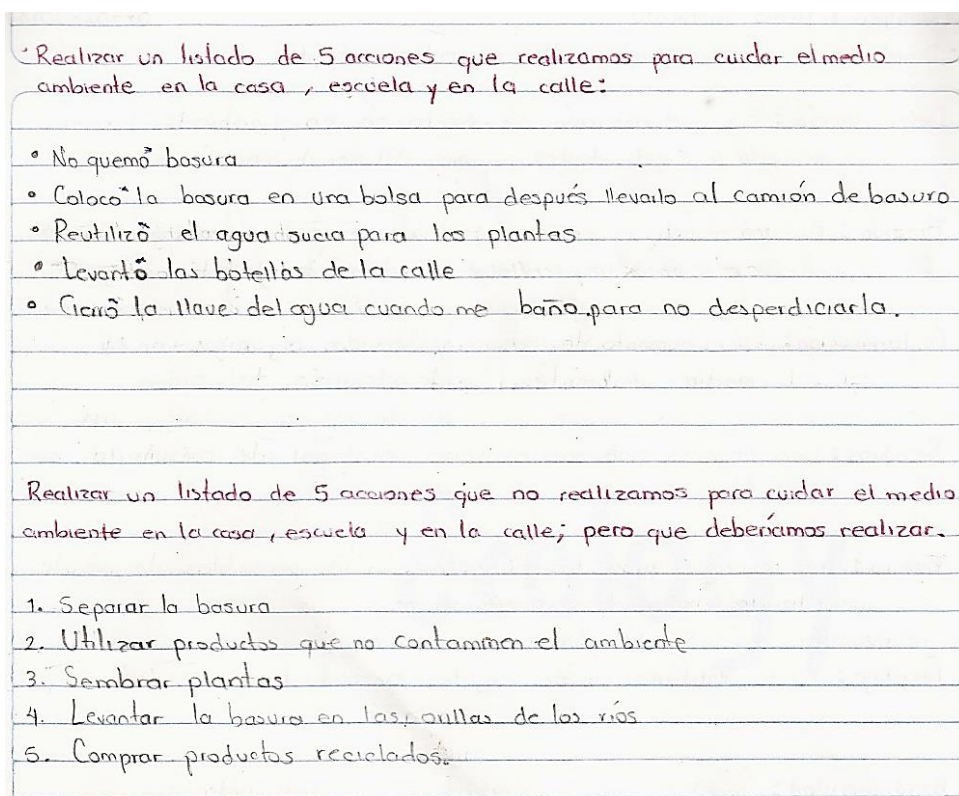 Realizar un listado de 5 acciones que realizamos para cuidar el medio
ambiente en la casa, escuela y en la calle:
• No quemó basura
• Colocó la basura en una bolsa para después llevarlo al camión de basura
• Reutilizó el agua sucia para las plantas
• Levantó las botellas de la calle
• Cierró la llave del agua cuando me baño para no desperdiciarla.
Realizar un listado de 5 acciones que no realizamos para cuidar el medio
ambiente en la casa, escuela y en la calle; pero que deberíamos realizar.
1. Separar la basura
2. Utilizar productos que no contaminen el ambiente
3. Sembrar plantas
4. Levantar la basura en las oullas de los ríos
5. Comprar productos reciclados.